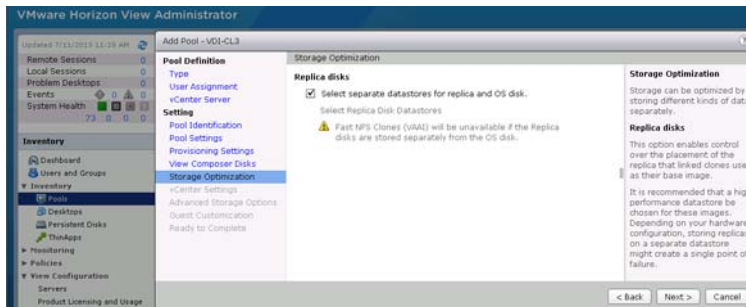 VMware Horizon View Administrator
Updated 7/11/2013 11:19 AM
Remote Sessions 0
Local Sessions 0
Problem Desktops 0
Events 0 0
System Health
73 0 0 0
Inventory
Dashboard
Users and Groups
Inventory
Pools
Desktops
Persistent Disks
ThinApps
Monitoring
Policies
View Configuration
Servers
Product Licensing and Usage
Add Pool - VDI-CL3
Pool Definition
Type
User Assignment
vCenter Server
Setting
Pool Identification
Pool Settings
Provisioning Settings
View Composer Disks
Storage Optimization
vCenter Settings
Advanced Storage Options
Guest Customization
Ready to Complete
Storage Optimization
Replica disks
Select separate datastores for replica and OS disk.
Select Replica Disk Datastores
Fast NFS Clones (VAAI) will be unavailable if the Replica
disks are stored separately from the OS disk.
Storage Optimization
Storage can be optimized by
storing different kinds of data
separately.
Replica disks
This option enables control
over the placement of the
replica that linked clones use
as their base image.
It is recommended that a hig
performance datastore be
chosen for these images.
Depending on your hardware
configuration, storing replicas
on a separate datastore
might create a single point of
failure.
< Back
Next >
Cancel